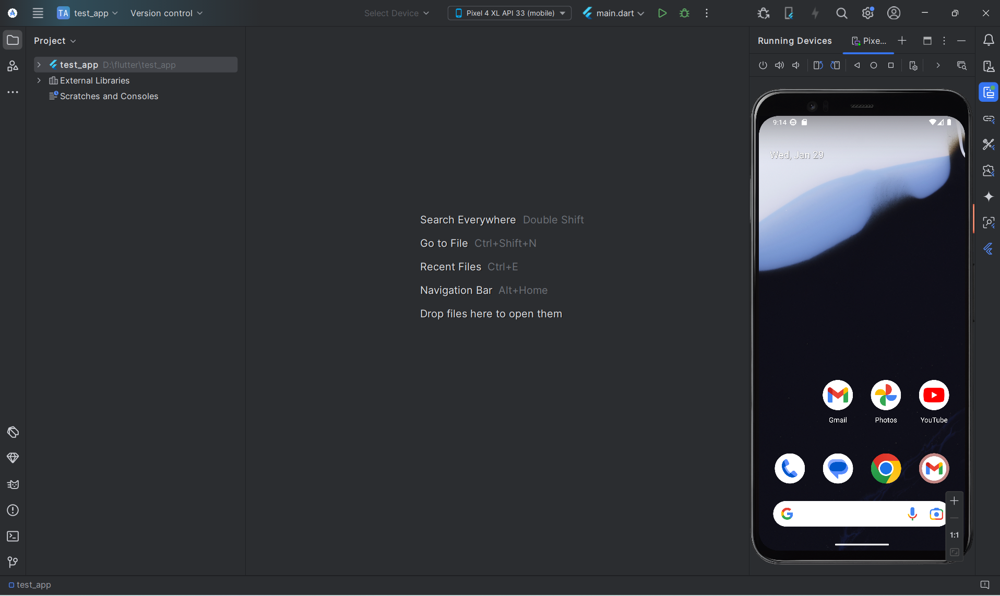 TA test_app Version control Select Device Pixel 4 XL API 33 (mobile) main.dart
Project
test_app D:\flutter\test_app
External Libraries
Scratches and Consoles
Search Everywhere Double Shift
Go to File Ctrl+Shift+N
Recent Files Ctrl+E
Navigation Bar Alt+Home
Drop files here to open them
Running Devices Pixe...
9:14
Wed, Jan 29
Gmail Photos YouTube
1:1
test_app